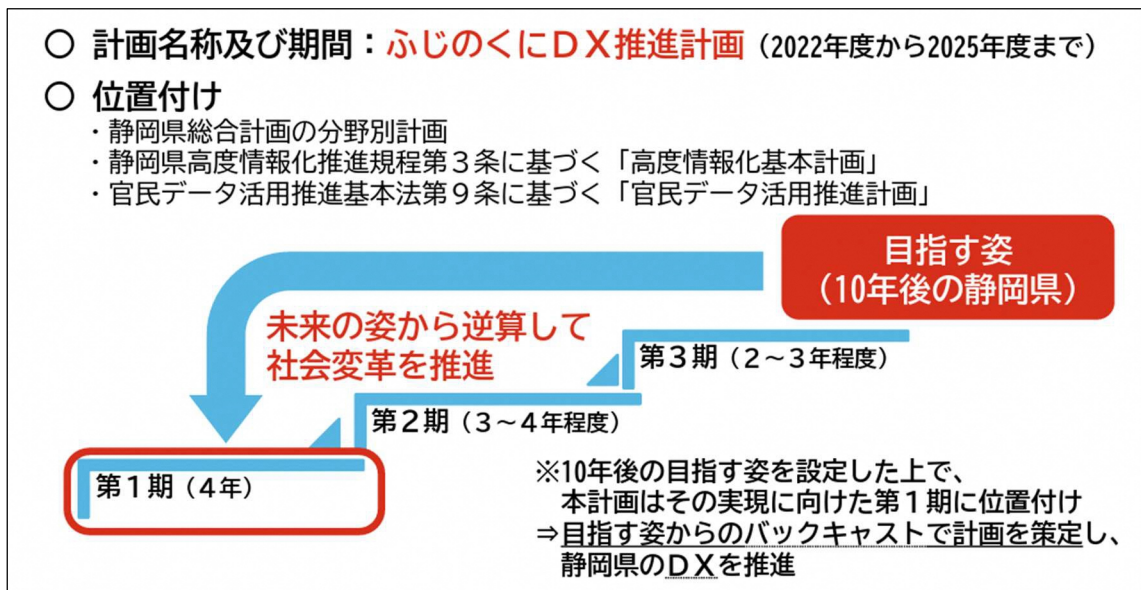 ○ 計画名称及び期間：ふじのくにＤＸ推進計画（2022年度から2025年度まで）
○ 位置付け
・静岡県総合計画の分野別計画
・静岡県高度情報化推進規程第３条に基づく「高度情報化基本計画」
・官民データ活用推進基本法第９条に基づく「官民データ活用推進計画」
目指す姿
（10年後の静岡県）
未来の姿から逆算して
社会変革を推進
第３期（２～３年程度）
第２期（３～４年程度）
第１期（４年）
※10年後の目指す姿を設定した上で、
本計画はその実現に向けた第１期に位置付け
⇒目指す姿からのバックキャストで計画を策定し、
静岡県のＤＸを推進